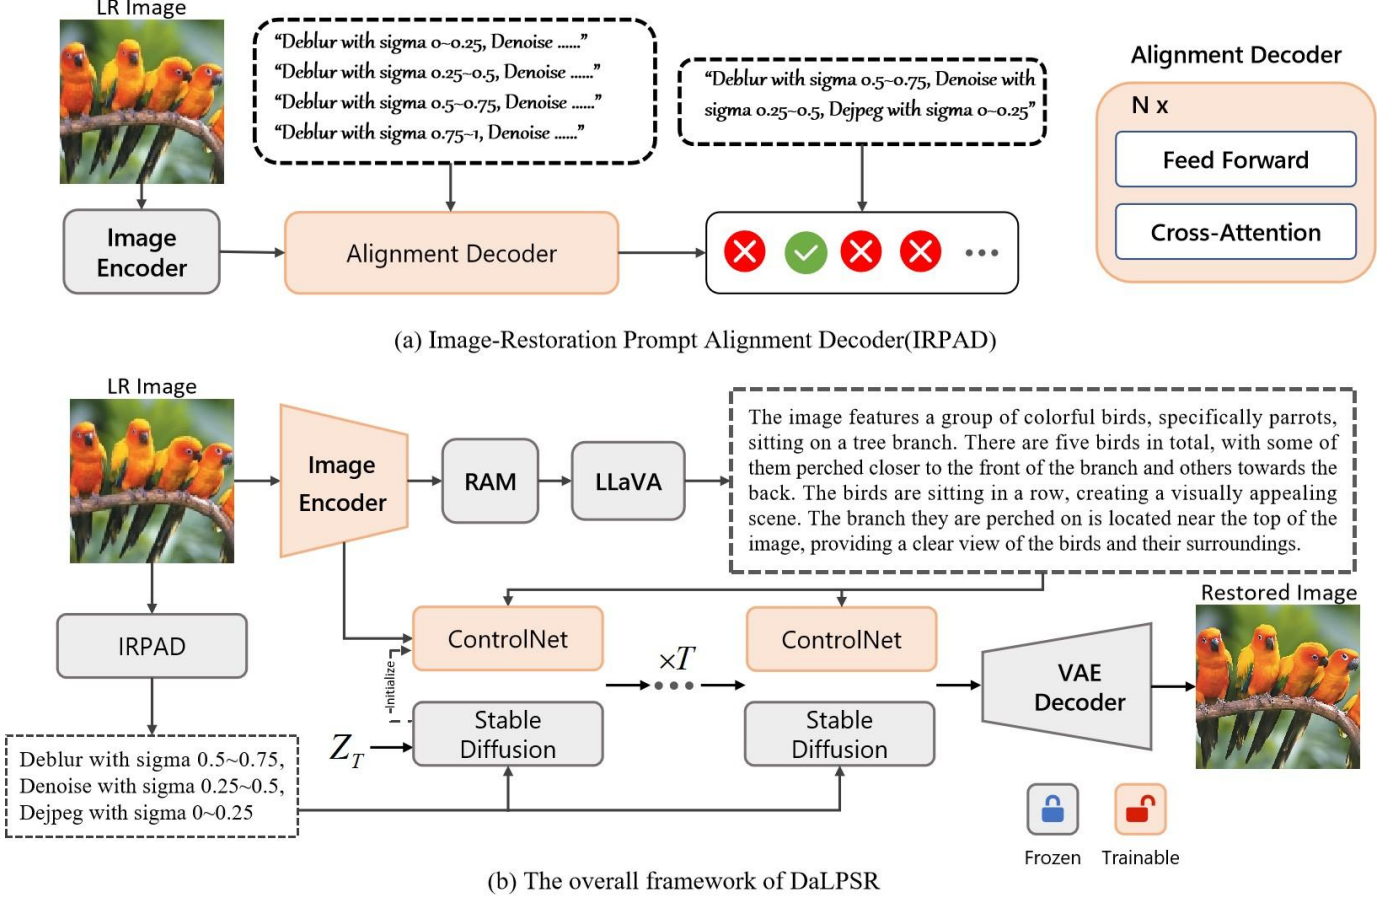 LR Image
“Deblur with sigma 0~0.25, Denoise ......”
“Deblur with sigma 0.25~0.5, Denoise ......”
“Deblur with sigma 0.5~0.75, Denoise ......”
“Deblur with sigma 0.75~1, Denoise ......”
“Deblur with sigma 0.5~0.75, Denoise with
sigma 0.25~0.5, Dejpeg with sigma 0~0.25”
Alignment Decoder
N x
Feed Forward
Cross-Attention
Image
Encoder
Alignment Decoder
(a) Image-Restoration Prompt Alignment Decoder(IRPAD)
LR Image
Image
Encoder
RAM
LLaVA
The image features a group of colorful birds, specifically parrots,
sitting on a tree branch. There are five birds in total, with some of
them perched closer to the front of the branch and others towards the
back. The birds are sitting in a row, creating a visually appealing
scene. The branch they are perched on is located near the top of the
image, providing a clear view of the birds and their surroundings.
IRPAD
ControlNet
×T
ControlNet
VAE
Decoder
Restored Image
Initialize
Z_T
Stable
Diffusion
Stable
Diffusion
Deblur with sigma 0.5~0.75,
Denoise with sigma 0.25~0.5,
Dejpeg with sigma 0~0.25
Frozen
Trainable
(b) The overall framework of DaLPSR